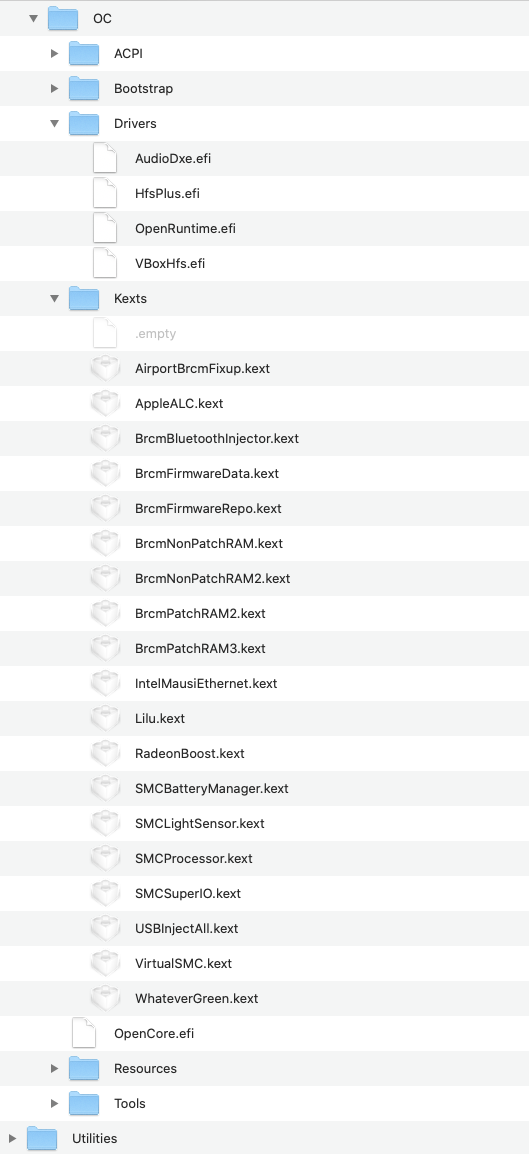 OC
ACPI
Bootstrap
Drivers
AudioDxe.efi
HfsPlus.efi
OpenRuntime.efi
VBoxHfs.efi
Kexts
.empty
AirportBrcmFixup.kext
AppleALC.kext
BrcmBluetoothInjector.kext
BrcmFirmwareData.kext
BrcmFirmwareRepo.kext
BrcmNonPatchRAM.kext
BrcmNonPatchRAM2.kext
BrcmPatchRAM2.kext
BrcmPatchRAM3.kext
IntelMausiEthernet.kext
Lilu.kext
RadeonBoost.kext
SMCBatteryManager.kext
SMCLightSensor.kext
SMCProcessor.kext
SMCSuperIO.kext
USBInjectAll.kext
VirtualSMC.kext
WhateverGreen.kext
OpenCore.efi
Resources
Tools
Utilities